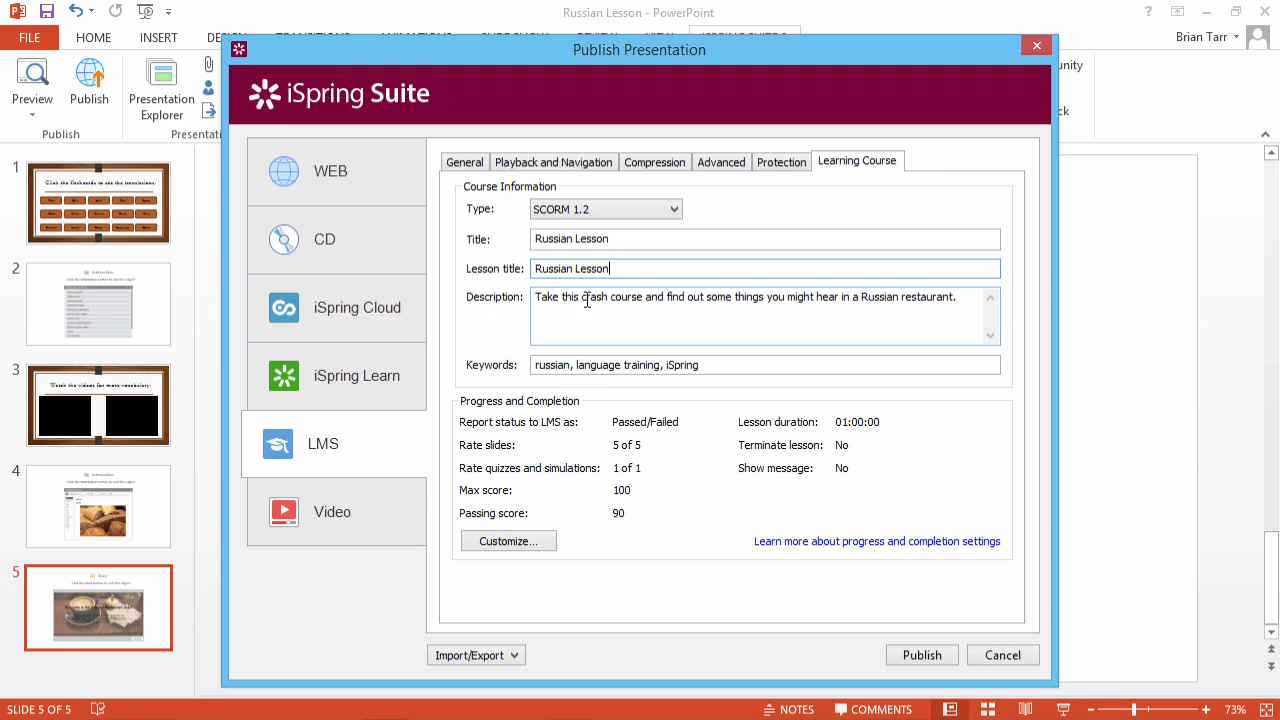 Russian Lesson - PowerPoint
FILE
HOME
INSERT
Brian Tarr
Preview
Publish
Presentation
Explorer
Publish
Publish Presentation
iSpring Suite
WEB
CD
iSpring Cloud
iSpring Learn
LMS
Video
General
Playback and Navigation
Compression
Advanced
Protection
Learning Course
Course Information
Type:
SCORM 1.2
Title:
Russian Lesson
Lesson title:
Russian Lesson
Description:
Take this crash course and find out some things you might hear in a Russian restaurant.
Keywords:
russian, language training, iSpring
Progress and Completion
Report status to LMS as: Passed/Failed
Lesson duration: 01:00:00
Rate slides: 5 of 5
Terminate lesson: No
Rate quizzes and simulations: 1 of 1
Show message: No
Max score: 100
Passing score: 90
Customize...
Learn more about progress and completion settings
Import/Export
Publish
Cancel
1
Click the flashcards to see the translations:
2
3
Watch the videos for more vocabulary:
4
5
SLIDE 5 OF 5
NOTES
COMMENTS
73%